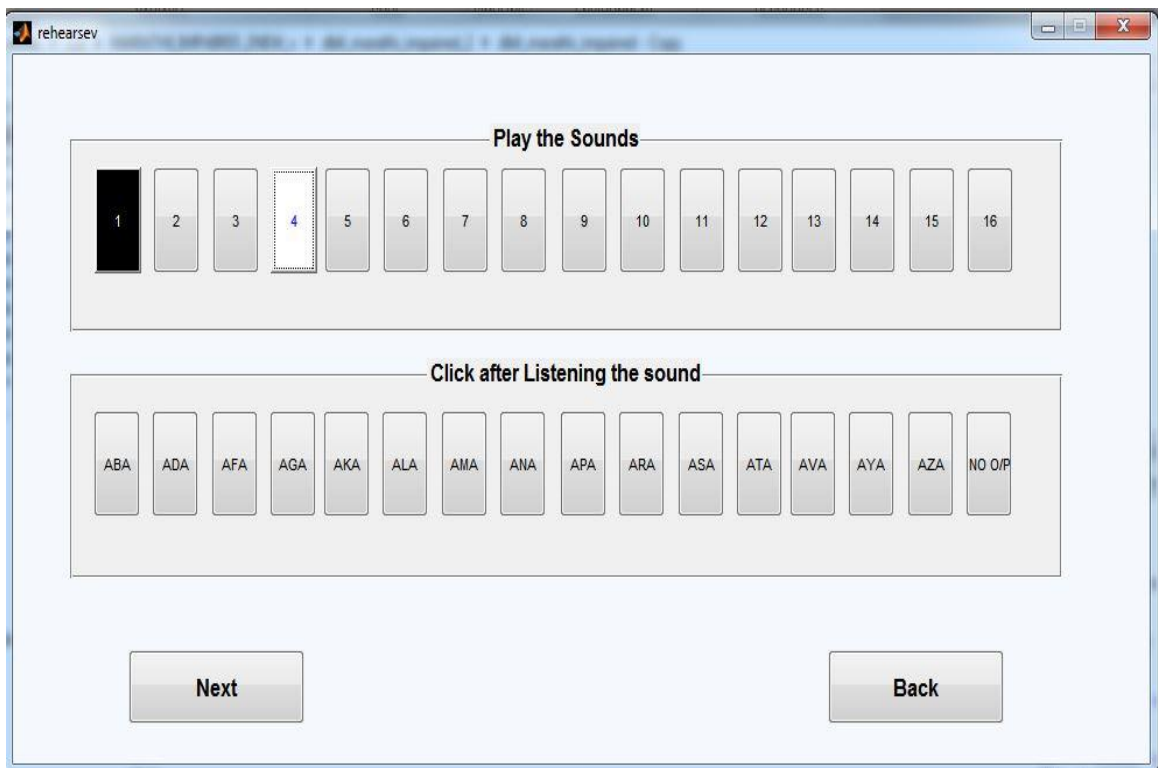 rehearsev
Play the Sounds
1 2 3 4 5 6 7 8 9 10 11 12 13 14 15 16
Click after Listening the sound
ABA ADA AFA AGA AKA ALA AMA ANA APA ARA ASA ATA AVA AYA AZA NO O/P
Next Back